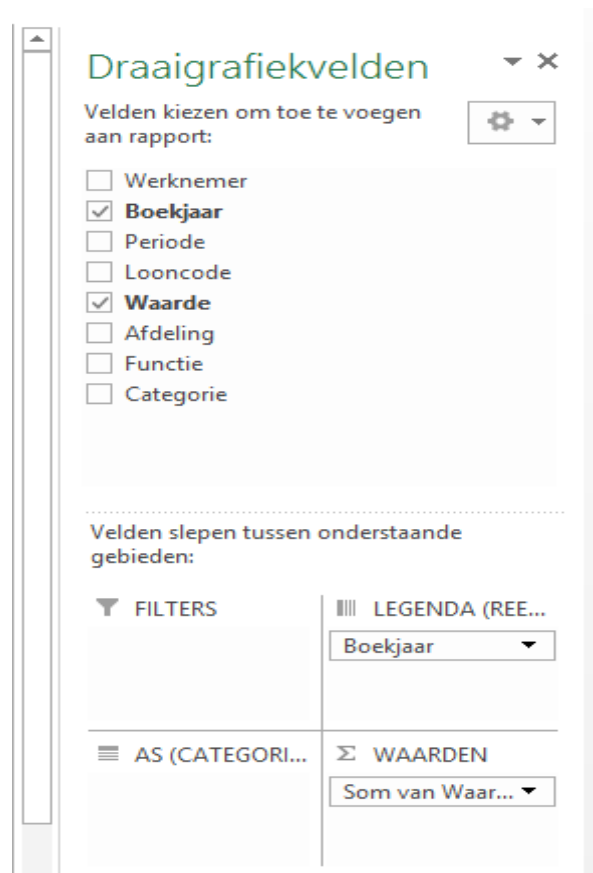 Draaigrafiekvelden
Velden kiezen om toe te voegen
aan rapport:
Werknemer
Boekjaar
Periode
Looncode
Waarde
Afdeling
Functie
Categorie
Velden slepen tussen onderstaande
gebieden:
FILTERS
LEGENDA (REE...
Boekjaar
AS (CATEGORI...
Σ WAARDEN
Som van Waar...